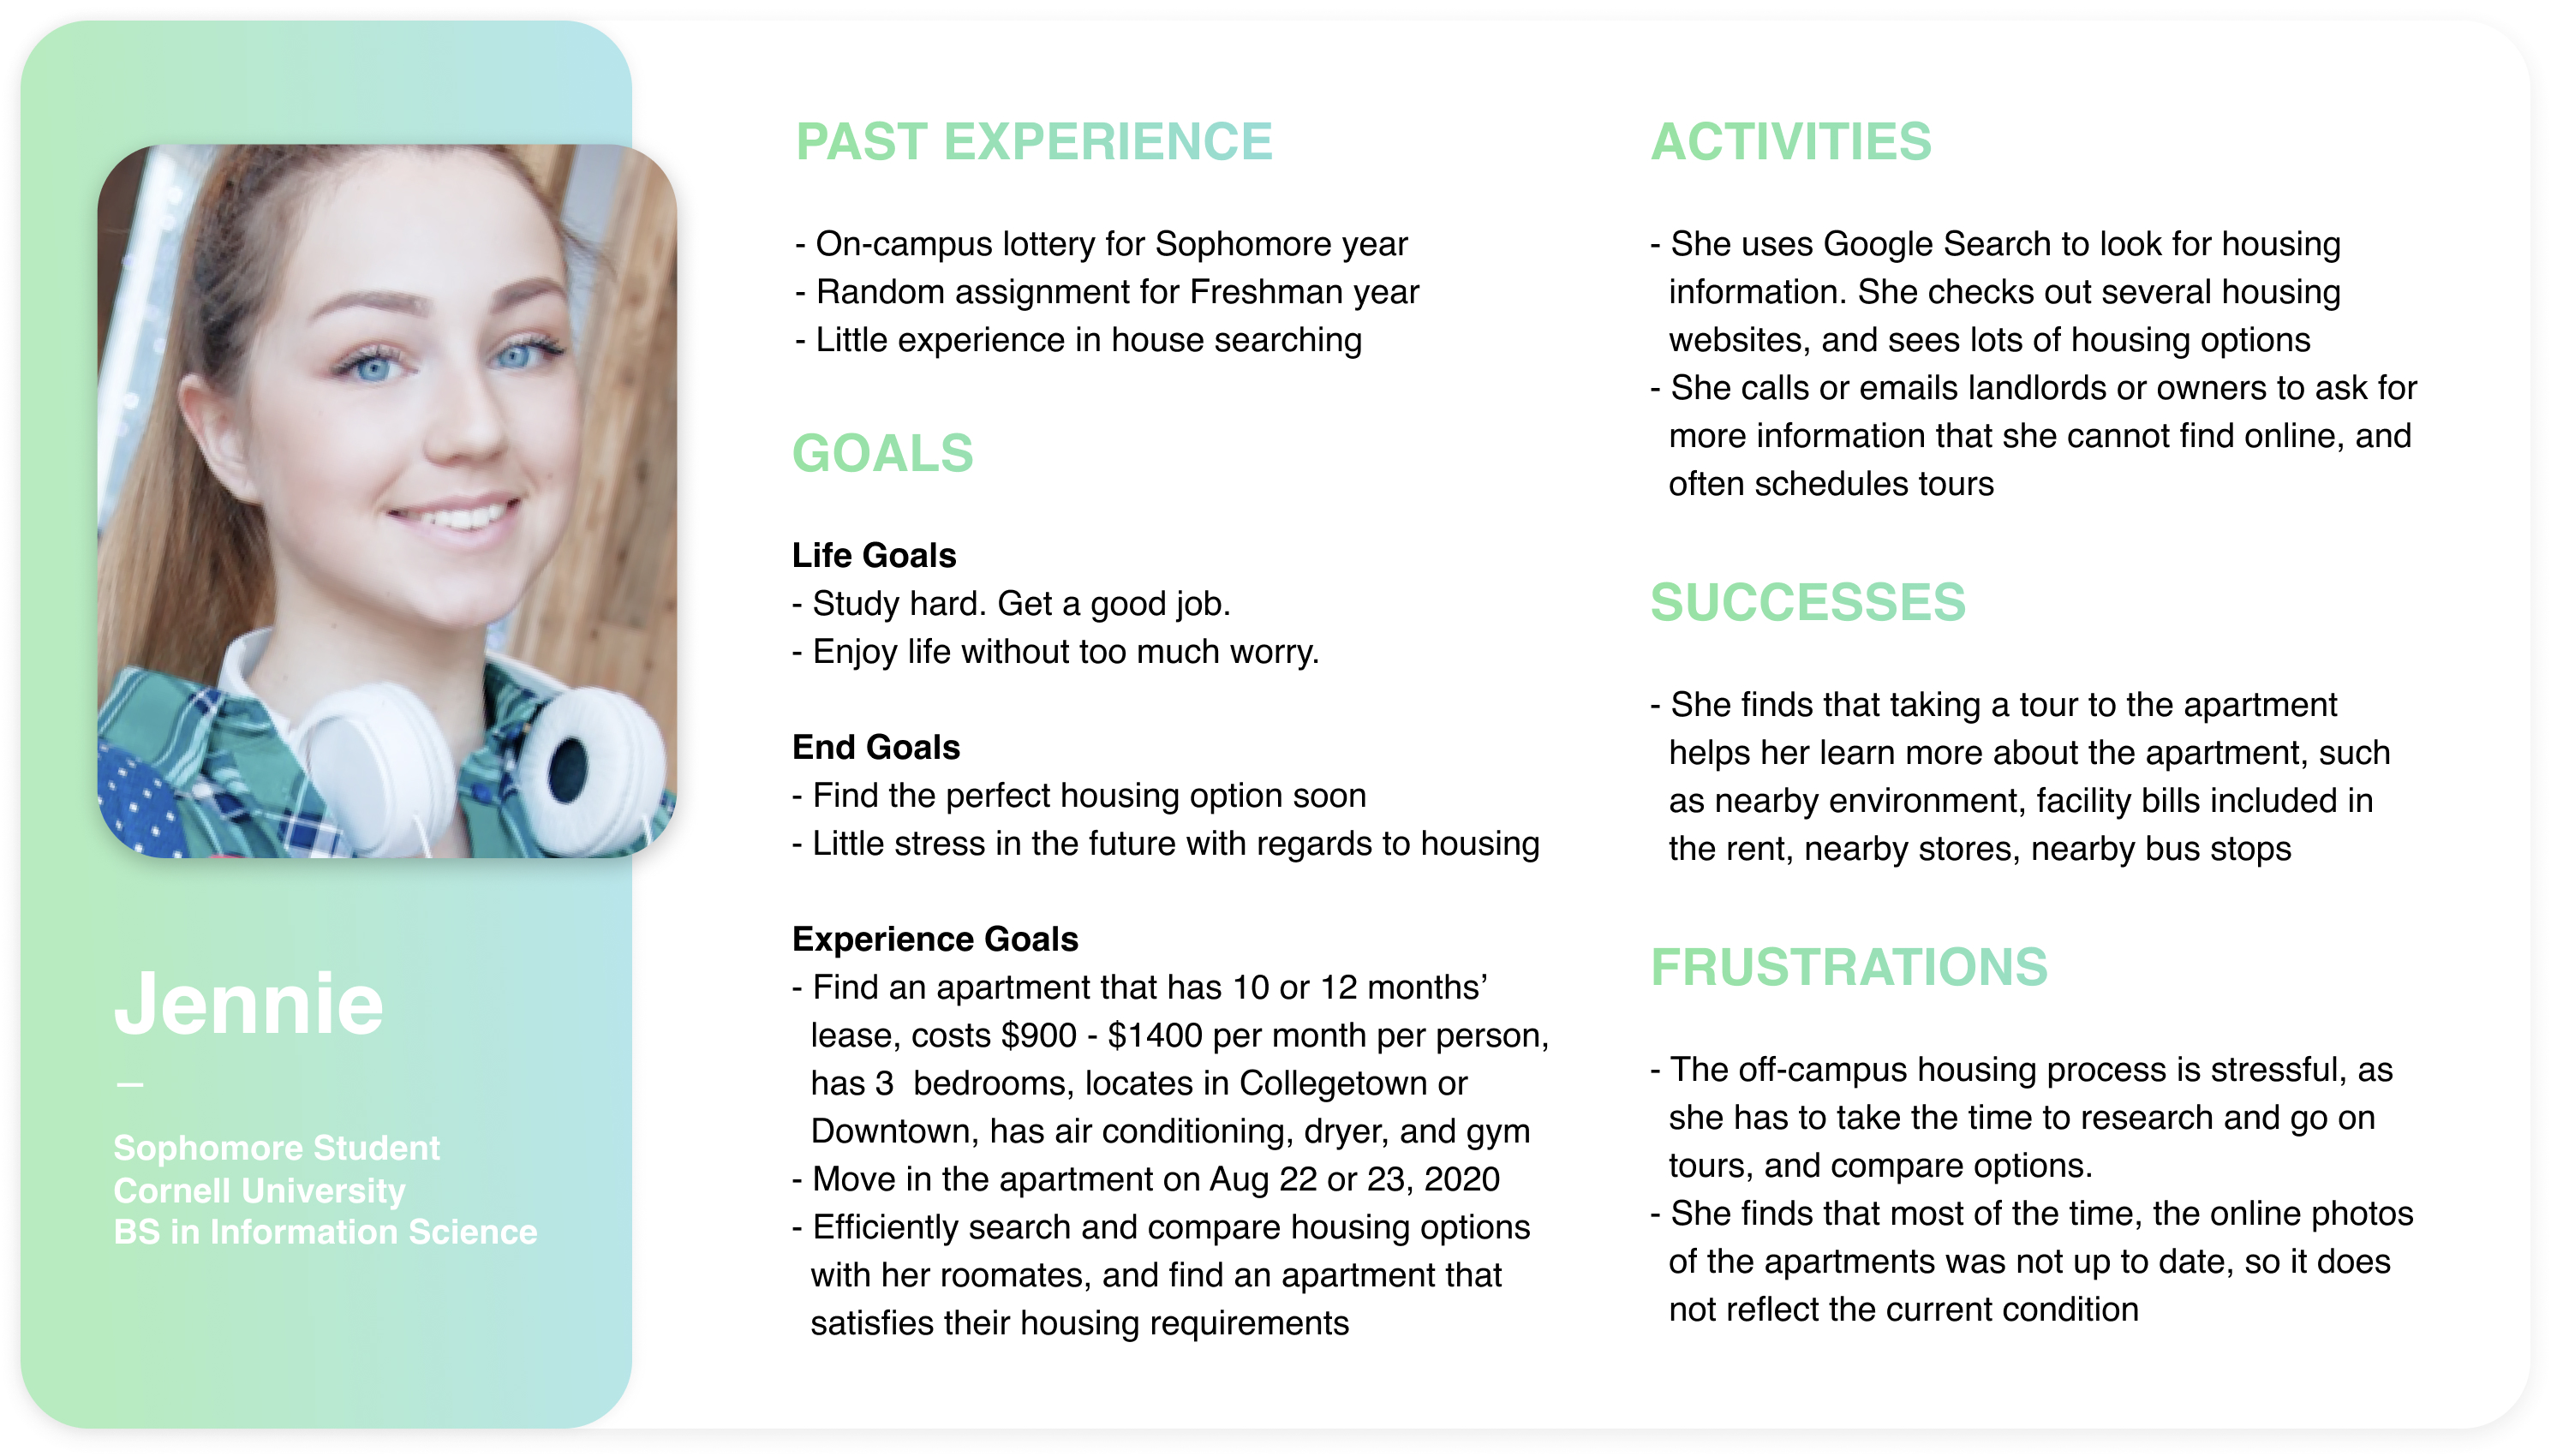 Jennie
–
Sophomore Student
Cornell University
BS in Information Science
PAST EXPERIENCE
- On-campus lottery for Sophomore year
- Random assignment for Freshman year
- Little experience in house searching
GOALS
Life Goals
- Study hard. Get a good job.
- Enjoy life without too much worry.
End Goals
- Find the perfect housing option soon
- Little stress in the future with regards to housing
Experience Goals
- Find an apartment that has 10 or 12 months’
lease, costs $900 - $1400 per month per person,
has 3  bedrooms, locates in Collegetown or
Downtown, has air conditioning, dryer, and gym
- Move in the apartment on Aug 22 or 23, 2020
- Efficiently search and compare housing options
with her roomates, and find an apartment that
satisfies their housing requirements
ACTIVITIES
- She uses Google Search to look for housing
information. She checks out several housing
websites, and sees lots of housing options
- She calls or emails landlords or owners to ask for
more information that she cannot find online, and
often schedules tours
SUCCESSES
- She finds that taking a tour to the apartment
helps her learn more about the apartment, such
as nearby environment, facility bills included in
the rent, nearby stores, nearby bus stops
FRUSTRATIONS
- The off-campus housing process is stressful, as
she has to take the time to research and go on
tours, and compare options.
- She finds that most of the time, the online photos
of the apartments was not up to date, so it does
not reflect the current condition